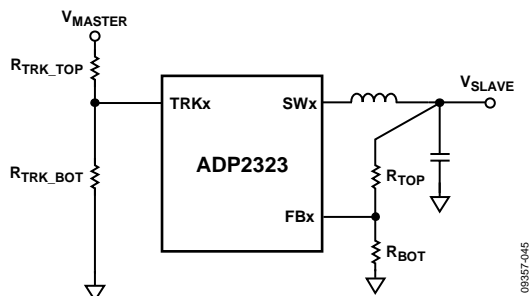 VMASTER
RTRK_TOP
TRKx
SWx
VSLAVE
ADP2323
RTRK_BOT
RTOP
FBx
RBOT
09357-045